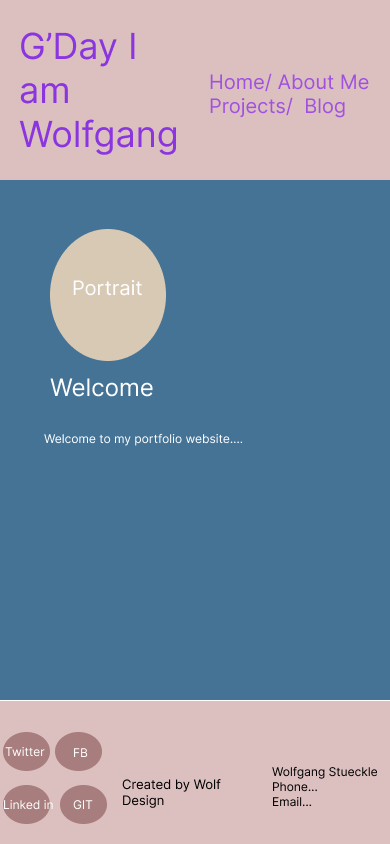 G’Day I
am
Wolfgang
Home/ About Me
Projects/  Blog
Portrait
Welcome
Welcome to my portfolio website....
Twitter
FB
Linked in
GIT
Created by Wolf
Design
Wolfgang Stueckle
Phone...
Email...